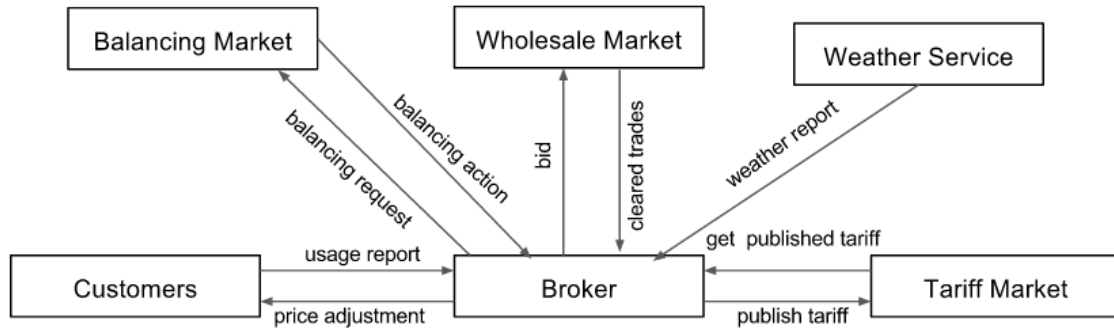 Balancing Market
Wholesale Market
Weather Service
balancing action
balancing request
bid
cleared trades
weather report
usage report
get published tariff
Customers
Broker
Tariff Market
price adjustment
publish tariff